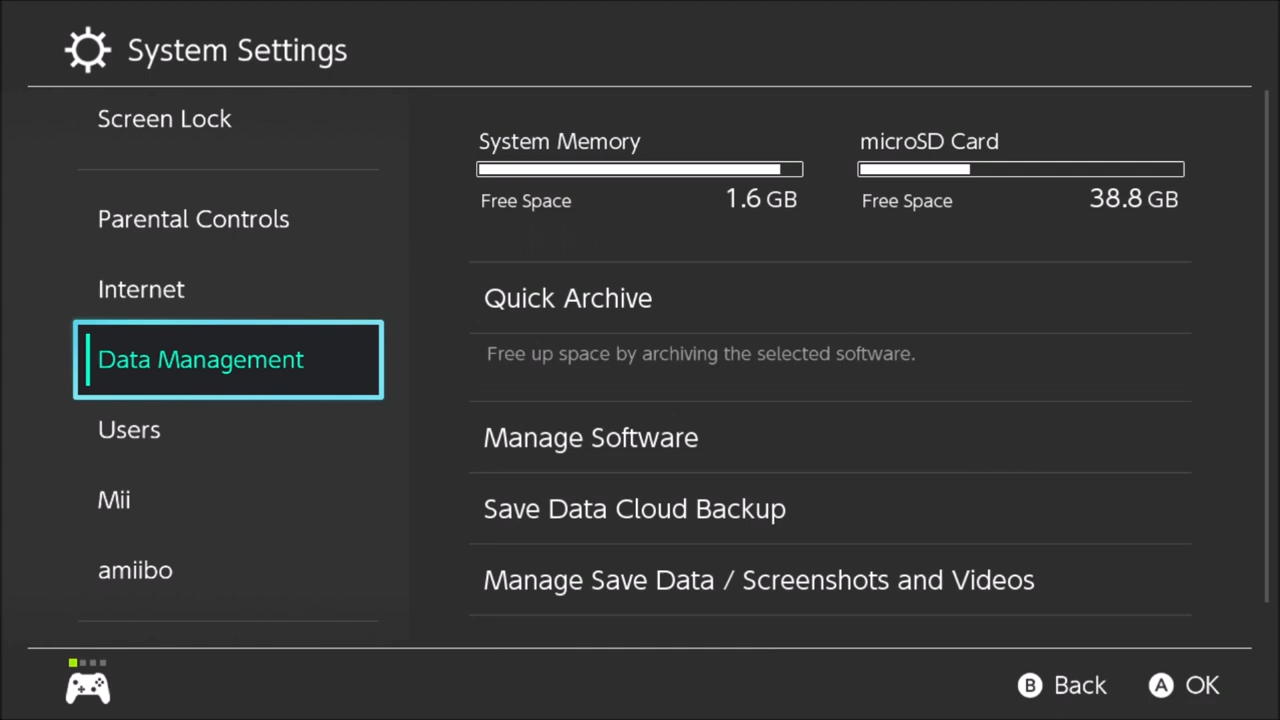 System Settings
Screen Lock
Parental Controls
Internet
Data Management
Users
Mii
amiibo
System Memory
Free Space 1.6 GB
microSD Card
Free Space 38.8 GB
Quick Archive
Free up space by archiving the selected software.
Manage Software
Save Data Cloud Backup
Manage Save Data / Screenshots and Videos
B Back A OK